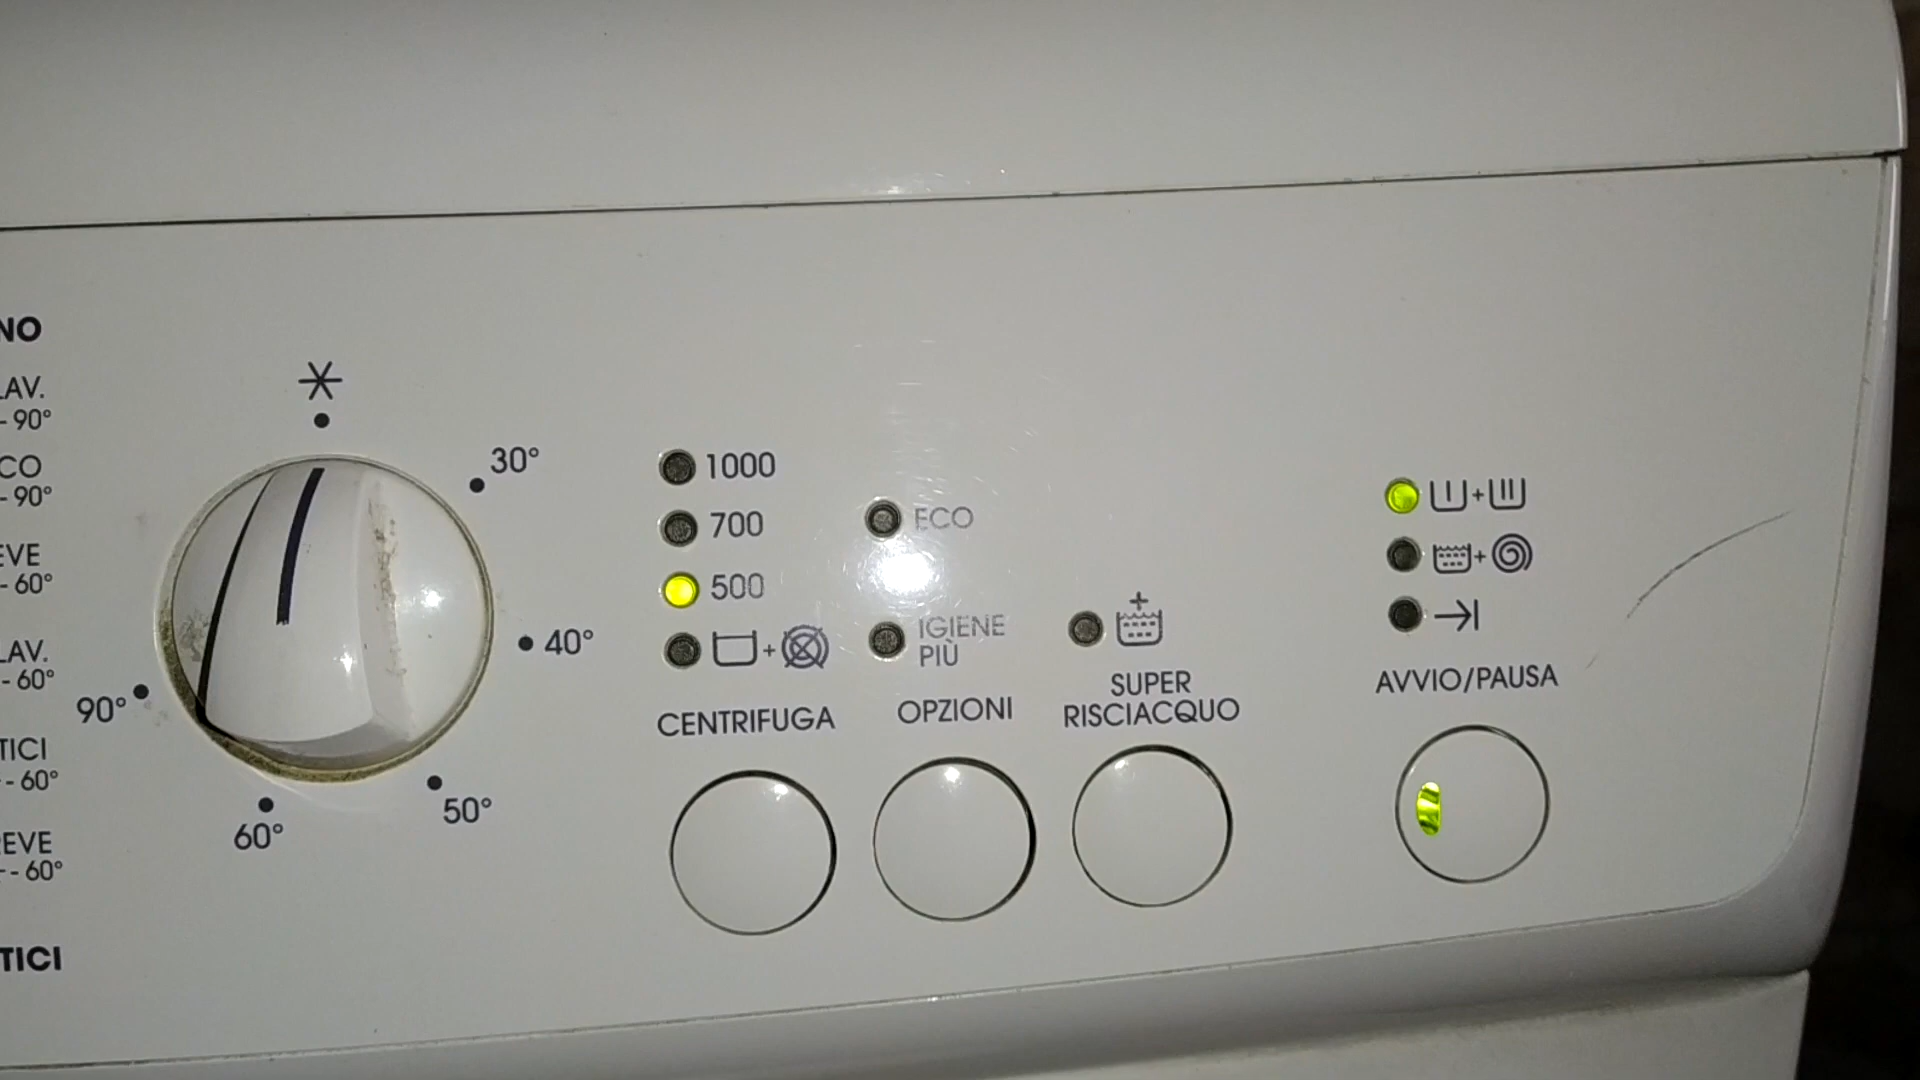 NO
LAV.
- 90°
CO
- 90°
EVE
- 60°
LAV.
- 60°
TICI
- 60°
EVE
- 60°
TICI
30°
40°
50°
60°
90°
1000
700
500
+
CENTRIFUGA
ECO
IGIENE
PIÙ
OPZIONI
+
SUPER
RISCIACQUO
+
+
AVVIO/PAUSA